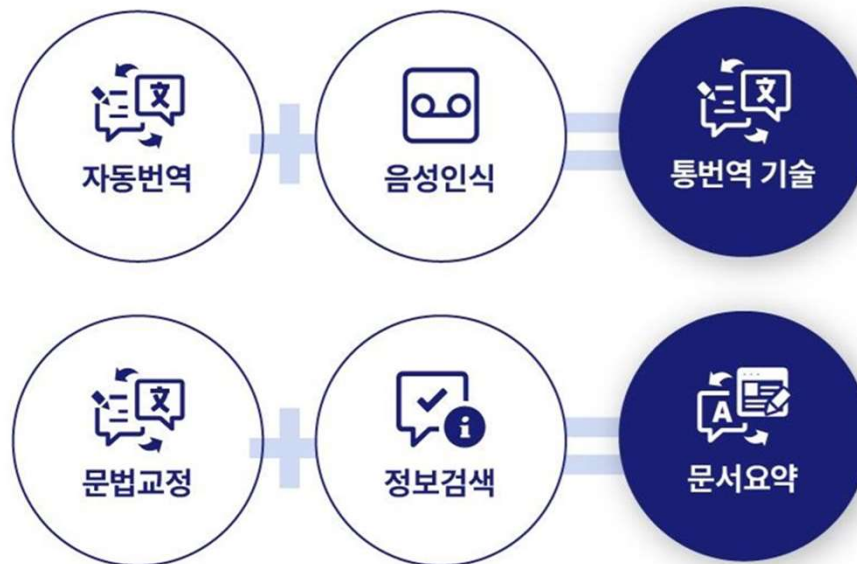 자동번역
음성인식
통번역 기술
문법교정
정보검색
문서요약